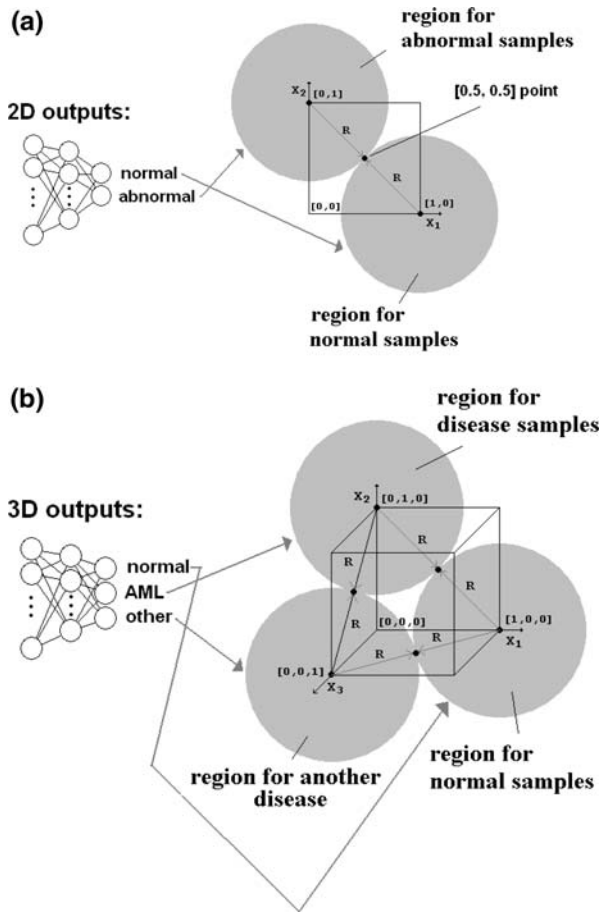 (a)
region for
abnormal samples
X2
[0,1]
[0.5, 0.5] point
2D outputs:
R
normal
abnormal
R
[0,0]
[1,0]
X1
region for
normal samples
(b)
region for
disease samples
3D outputs:
X2
[0,1,0]
normal
AML
other
R
R
R
R
[0,0,0]
[1,0,0]
R
R
X1
[0,0,1]
X3
region for another
disease
region for
normal samples